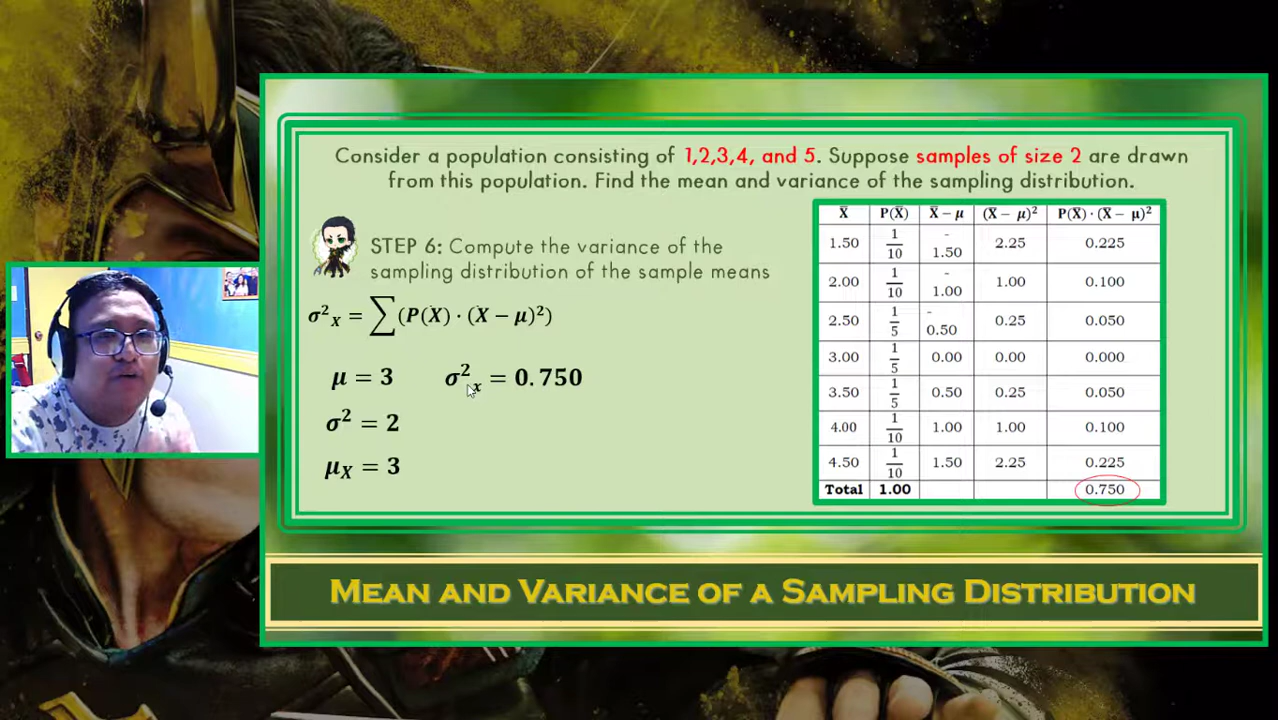 Consider a population consisting of 1,2,3,4, and 5. Suppose samples of size 2 are drawn
from this population. Find the mean and variance of the sampling distribution.
STEP 6: Compute the variance of the
sampling distribution of the sample means
σ²X = ∑(P(X) · (X − μ)²)
μ = 3 σ²x = 0.750
σ² = 2
μX = 3
X̅ P(X̅) X̅ − μ (X̅ − μ)² P(X̅) · (X̅ − μ)²
1.50 1/10 -1.50 2.25 0.225
2.00 1/10 -1.00 1.00 0.100
2.50 1/5 -0.50 0.25 0.050
3.00 1/5 0.00 0.00 0.000
3.50 1/5 0.50 0.25 0.050
4.00 1/10 1.00 1.00 0.100
4.50 1/10 1.50 2.25 0.225
Total 1.00 0.750
MEAN AND VARIANCE OF A SAMPLING DISTRIBUTION